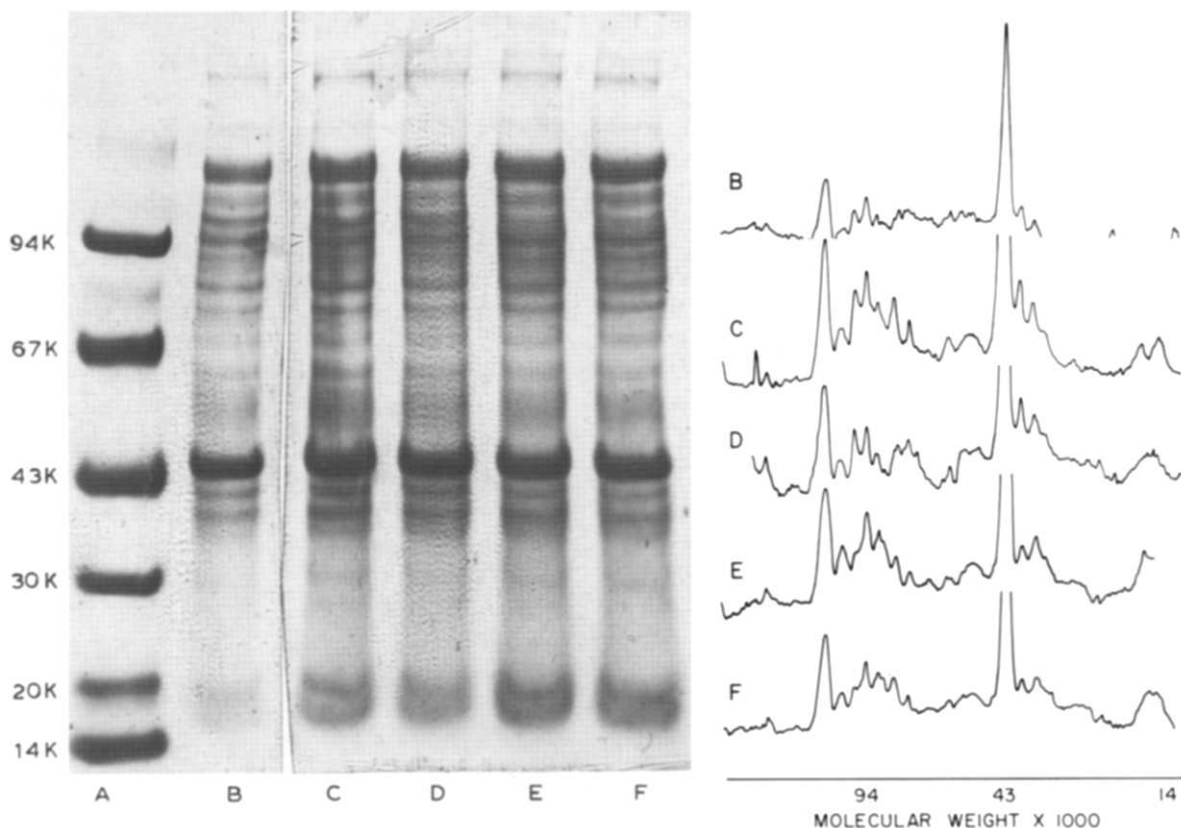 94K
67K
43K
30K
20K
14K
A B C D E F
B
C
D
E
F
94 43 14
MOLECULAR WEIGHT X 1000